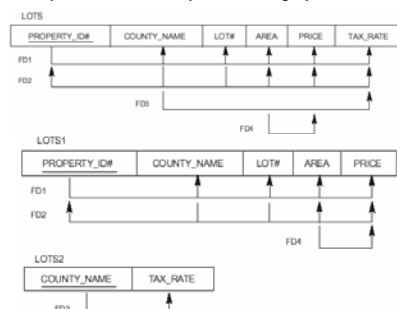 LOTS
PROPERTY_ID# COUNTY_NAME LOT# AREA PRICE TAX_RATE
FD1
FD2
FD3
FD4
LOTS1
PROPERTY_ID# COUNTY_NAME LOT# AREA PRICE
FD1
FD2
FD4
LOTS2
COUNTY_NAME TAX_RATE
FD3